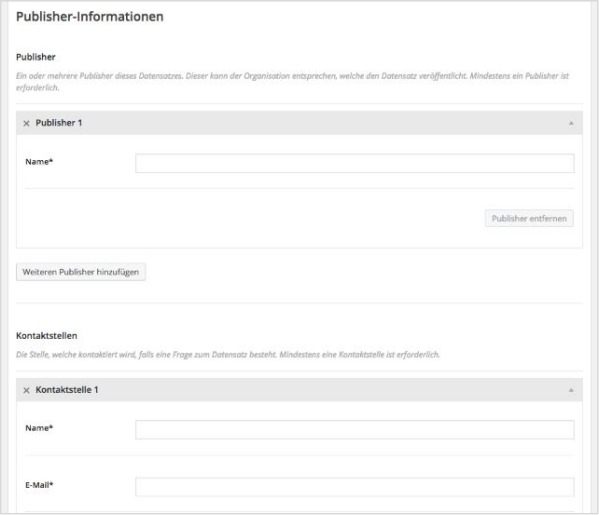 Publisher-Informationen
Publisher
Ein oder mehrere Publisher dieses Datensatzes. Dieser kann der Organisation entsprechen, welche den Datensatz veröffentlicht. Mindestens ein Publisher ist
erforderlich.
× Publisher 1
Name*
Publisher entfernen
Weiteren Publisher hinzufügen
Kontaktstellen
Die Stelle, welche kontaktiert wird, falls eine Frage zum Datensatz besteht. Mindestens eine Kontaktstelle ist erforderlich.
× Kontaktstelle 1
Name*
E-Mail*